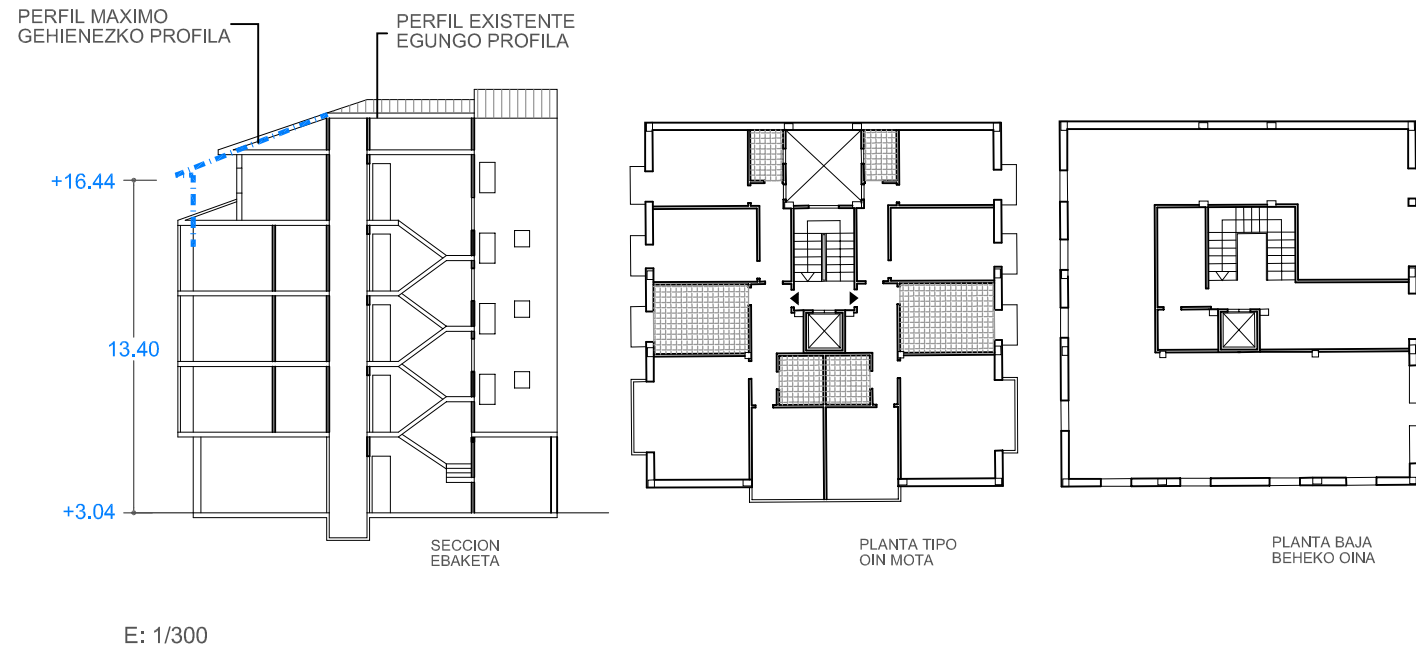 PERFIL MAXIMO
GEHIENEZKO PROFILA
PERFIL EXISTENTE
EGUNGO PROFILA
+16.44
13.40
+3.04
SECCION
EBAKETA
PLANTA TIPO
OIN MOTA
PLANTA BAJA
BEHEKO OINA
E: 1/300